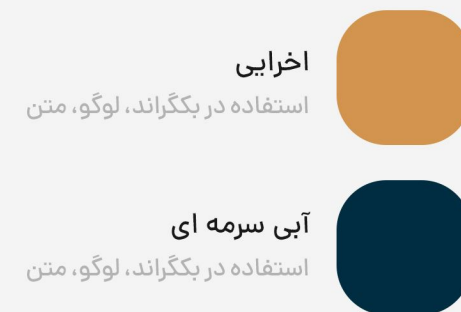 اخرایی
استفاده در بکگراند، لوگو، متن
آبی سرمه ای
استفاده در بکگراند، لوگو، متن